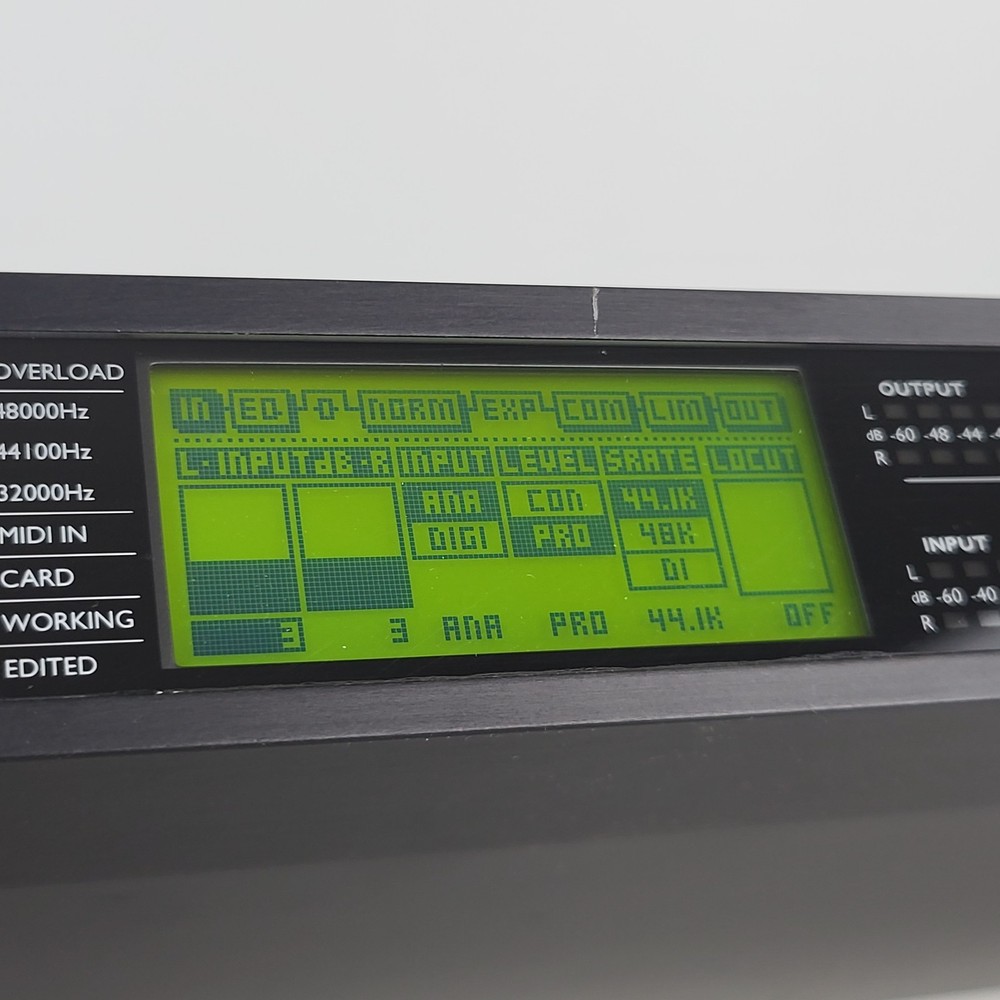 OVERLOAD
48000Hz
44100Hz
32000Hz
MIDI IN
CARD
WORKING
EDITED
IN EQ D NORM EXP COM LIM OUT
L-INPUTdB-R INPUT LEVEL SRATE LOCUT
ANA CON 44.1K
DIGI PRO 48K
DI
3 3 ANA PRO 44.1K OFF
OUTPUT
L
dB -60 -48 -44
R
INPUT
L
dB -60 -40
R